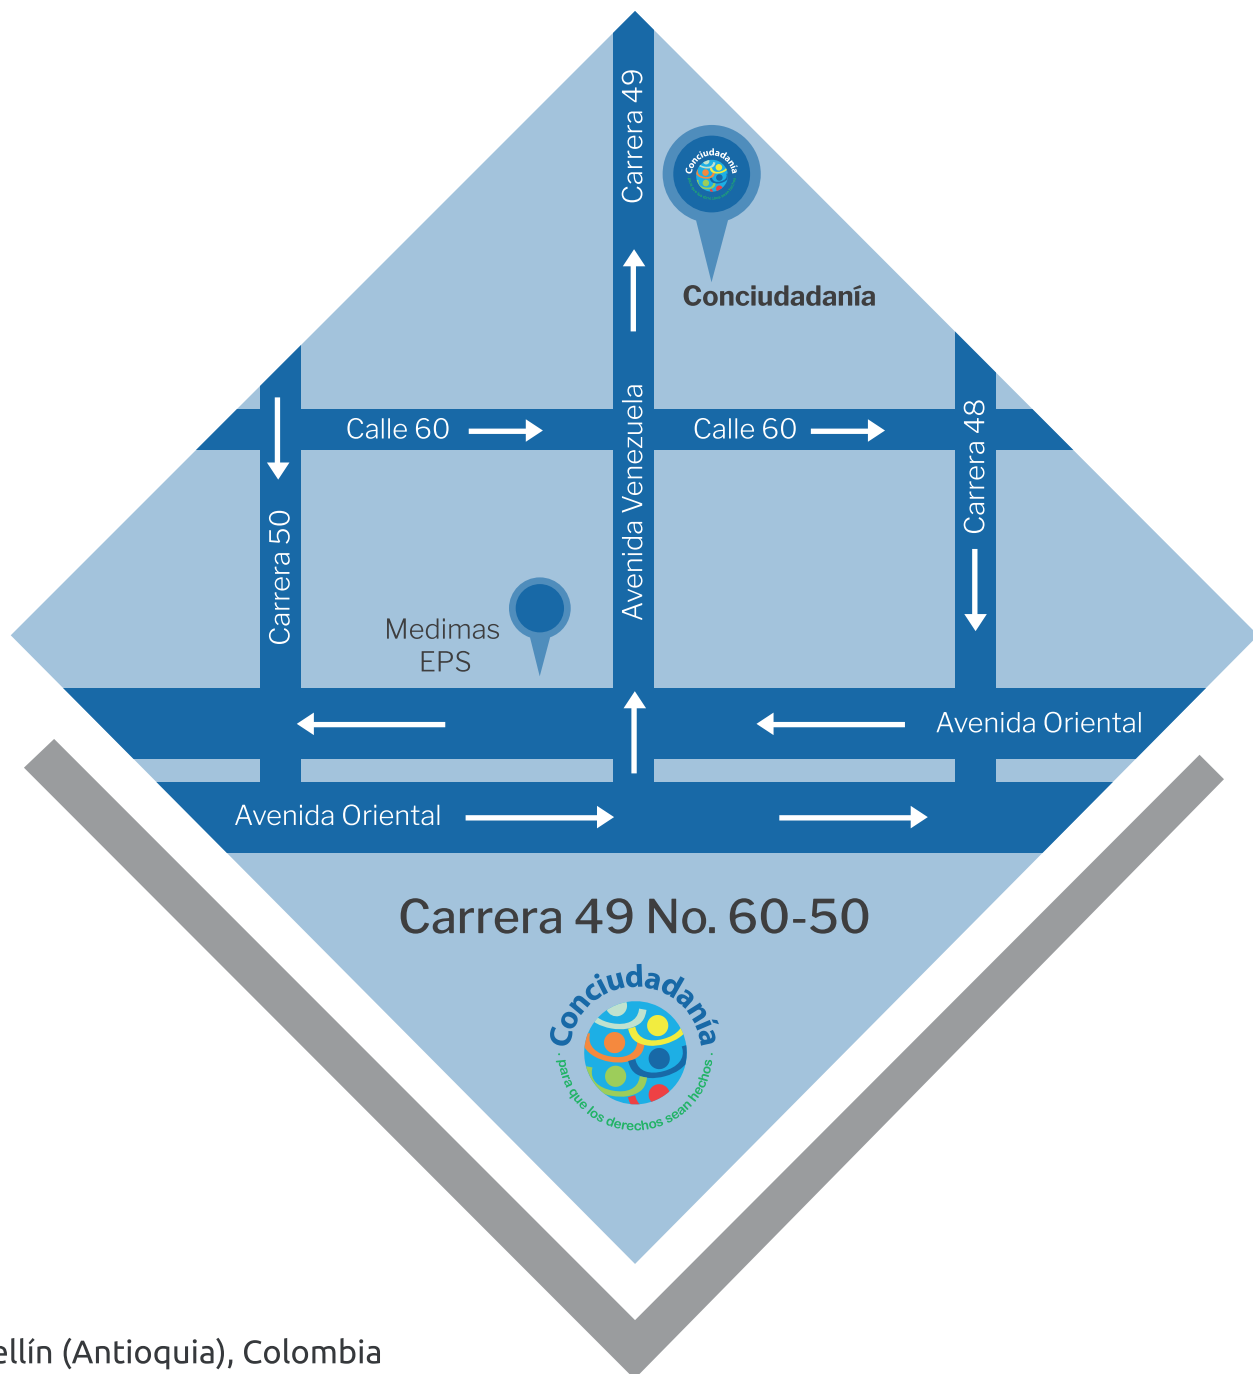 Carrera 49
Conciudadanía
Conciudadanía
Calle 60
Calle 60
Avenida Venezuela
Carrera 48
Carrera 50
Medimas
EPS
Avenida Oriental
Avenida Oriental
Carrera 49 No. 60-50
Conciudadanía
· para que los derechos sean hechos ·
ellín (Antioquia), Colombia